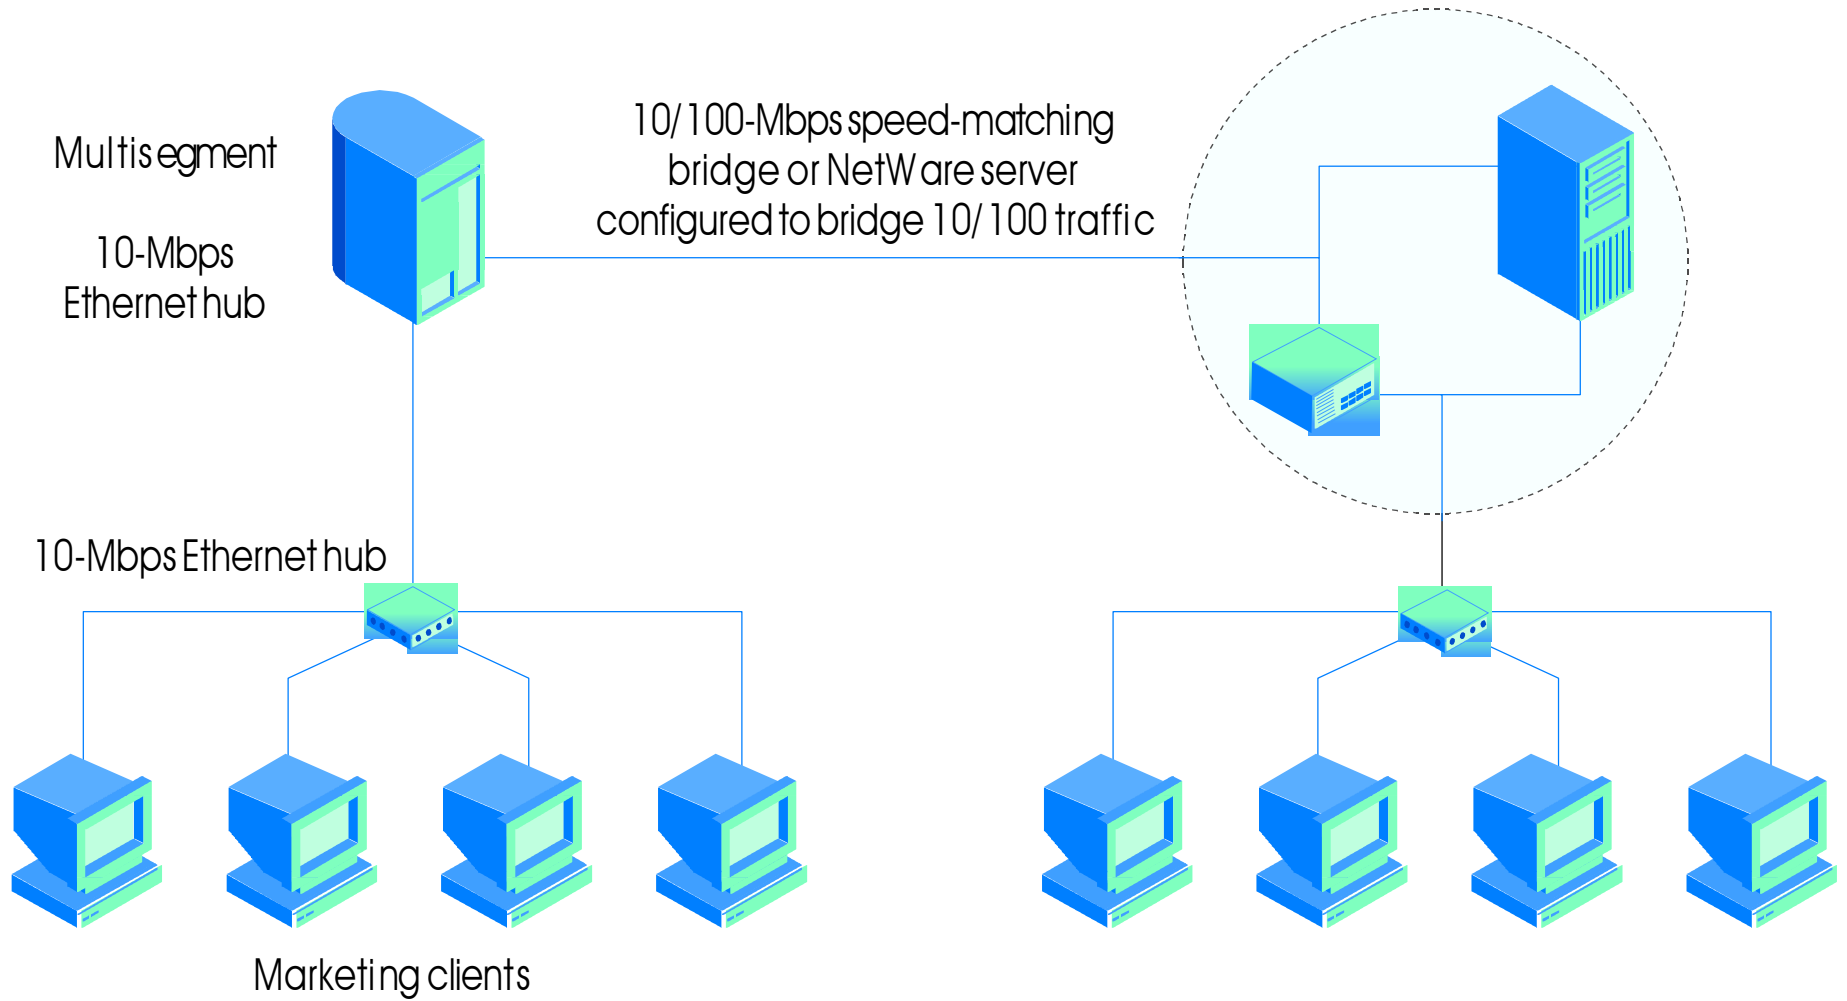 Multisegment
10-Mbps
Ethernet hub
10/100-Mbps speed-matching
bridge or NetWare server
configured to bridge 10/100 traffic
10-Mbps Ethernet hub
Marketing clients